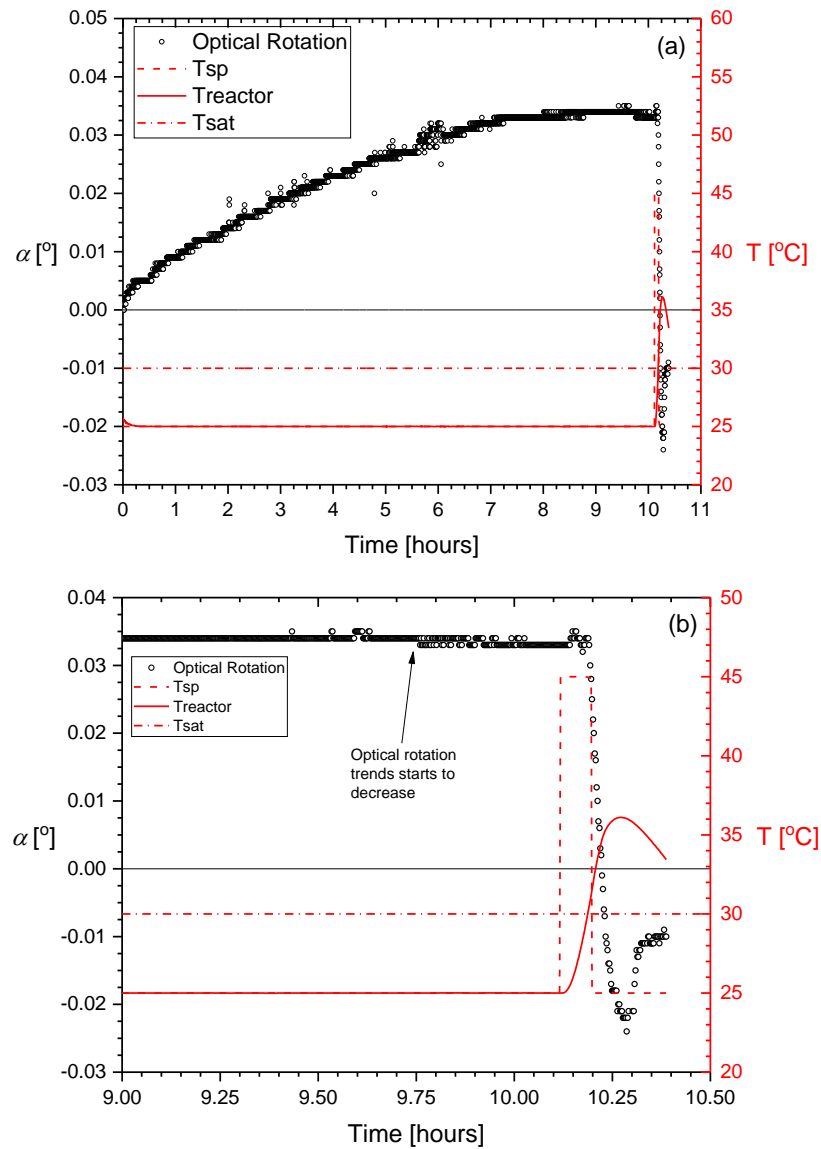 (a)
Optical Rotation
Tsp
Treactor
Tsat
0.05
0.04
0.03
0.02
0.01
0.00
-0.01
-0.02
-0.03
α [º]
60
55
50
45
40
35
30
25
20
T [ºC]
0 1 2 3 4 5 6 7 8 9 10 11
Time [hours]
(b)
Optical Rotation
Tsp
Treactor
Tsat
Optical rotation
trends starts to
decrease
0.04
0.03
0.02
0.01
0.00
-0.01
-0.02
-0.03
α [º]
50
45
40
35
30
25
20
T [ºC]
9.00 9.25 9.50 9.75 10.00 10.25 10.50
Time [hours]